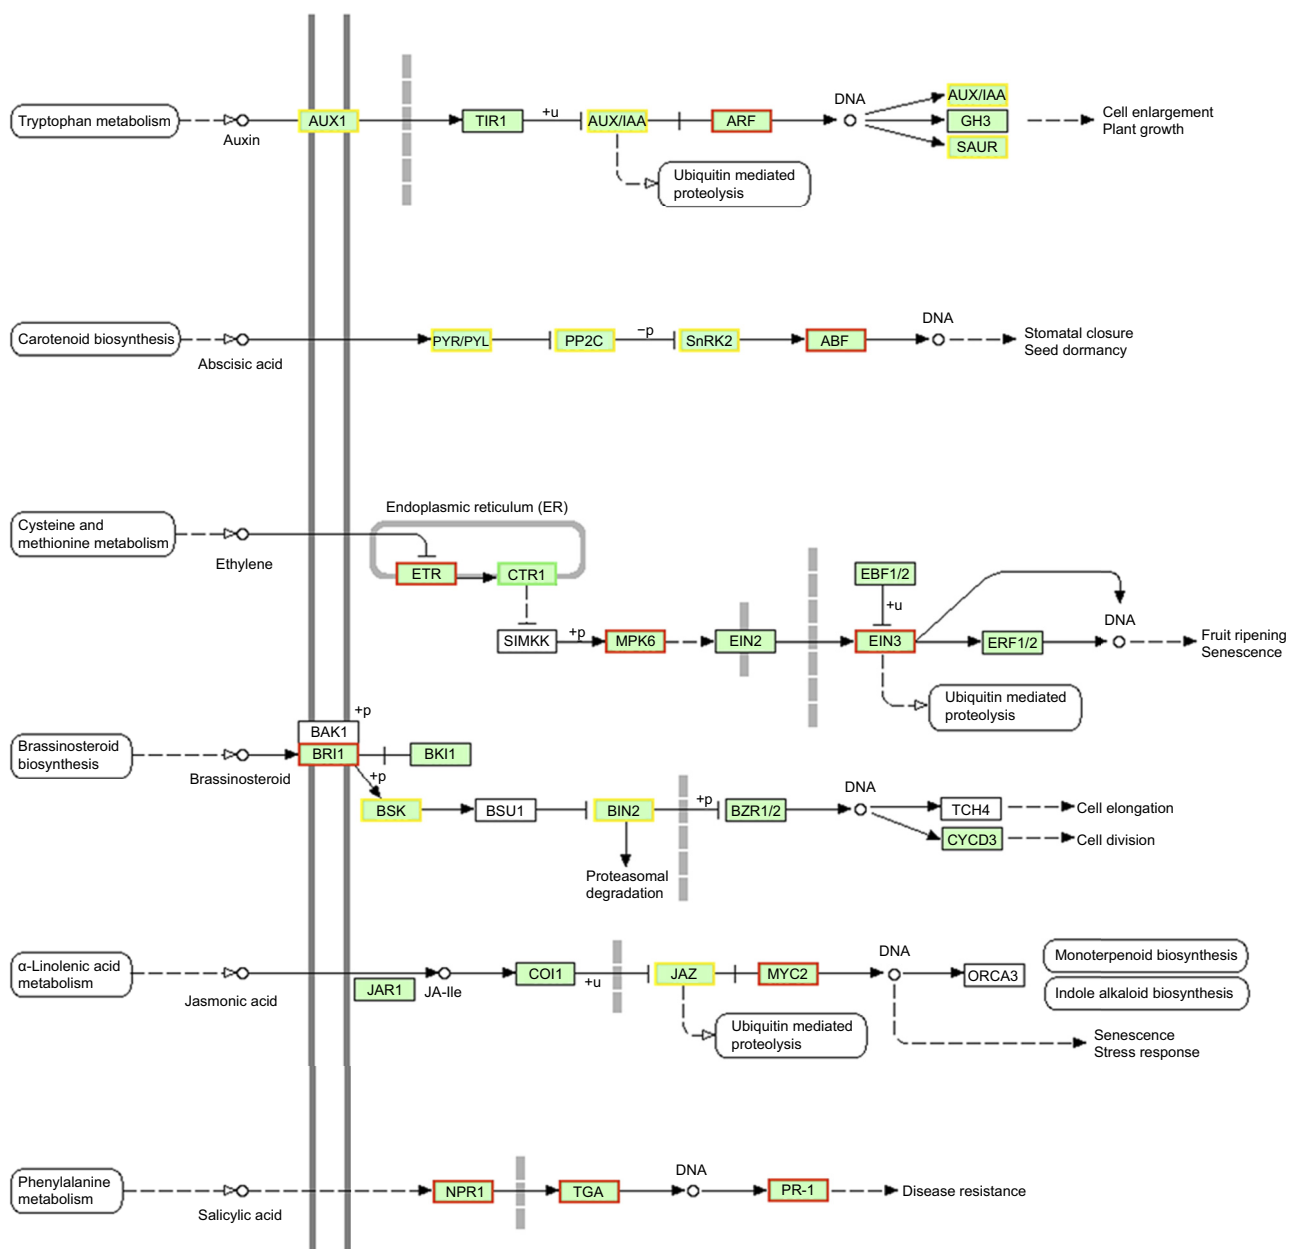 Tryptophan metabolism
Auxin
AUX1
TIR1
+u
AUX/IAA
ARF
DNA
AUX/IAA
GH3
SAUR
Cell enlargement
Plant growth
Ubiquitin mediated
proteolysis
Carotenoid biosynthesis
Abscisic acid
PYR/PYL
PP2C
−p
SnRK2
ABF
DNA
Stomatal closure
Seed dormancy
Endoplasmic reticulum (ER)
Cysteine and
methionine metabolism
Ethylene
ETR
CTR1
EBF1/2
+u
SIMKK
+p
MPK6
EIN2
EIN3
ERF1/2
DNA
Fruit ripening
Senescence
Ubiquitin mediated
proteolysis
+p
BAK1
Brassinosteroid
biosynthesis
Brassinosteroid
BRI1
BKI1
+p
BSK
BSU1
BIN2
+p
BZR1/2
DNA
TCH4
Cell elongation
CYCD3
Cell division
Proteasomal
degradation
α-Linolenic acid
metabolism
Jasmonic acid
JAR1
JA-Ile
COI1
+u
JAZ
MYC2
DNA
ORCA3
Monoterpenoid biosynthesis
Indole alkaloid biosynthesis
Ubiquitin mediated
proteolysis
Senescence
Stress response
Phenylalanine
metabolism
Salicylic acid
NPR1
TGA
DNA
PR-1
Disease resistance